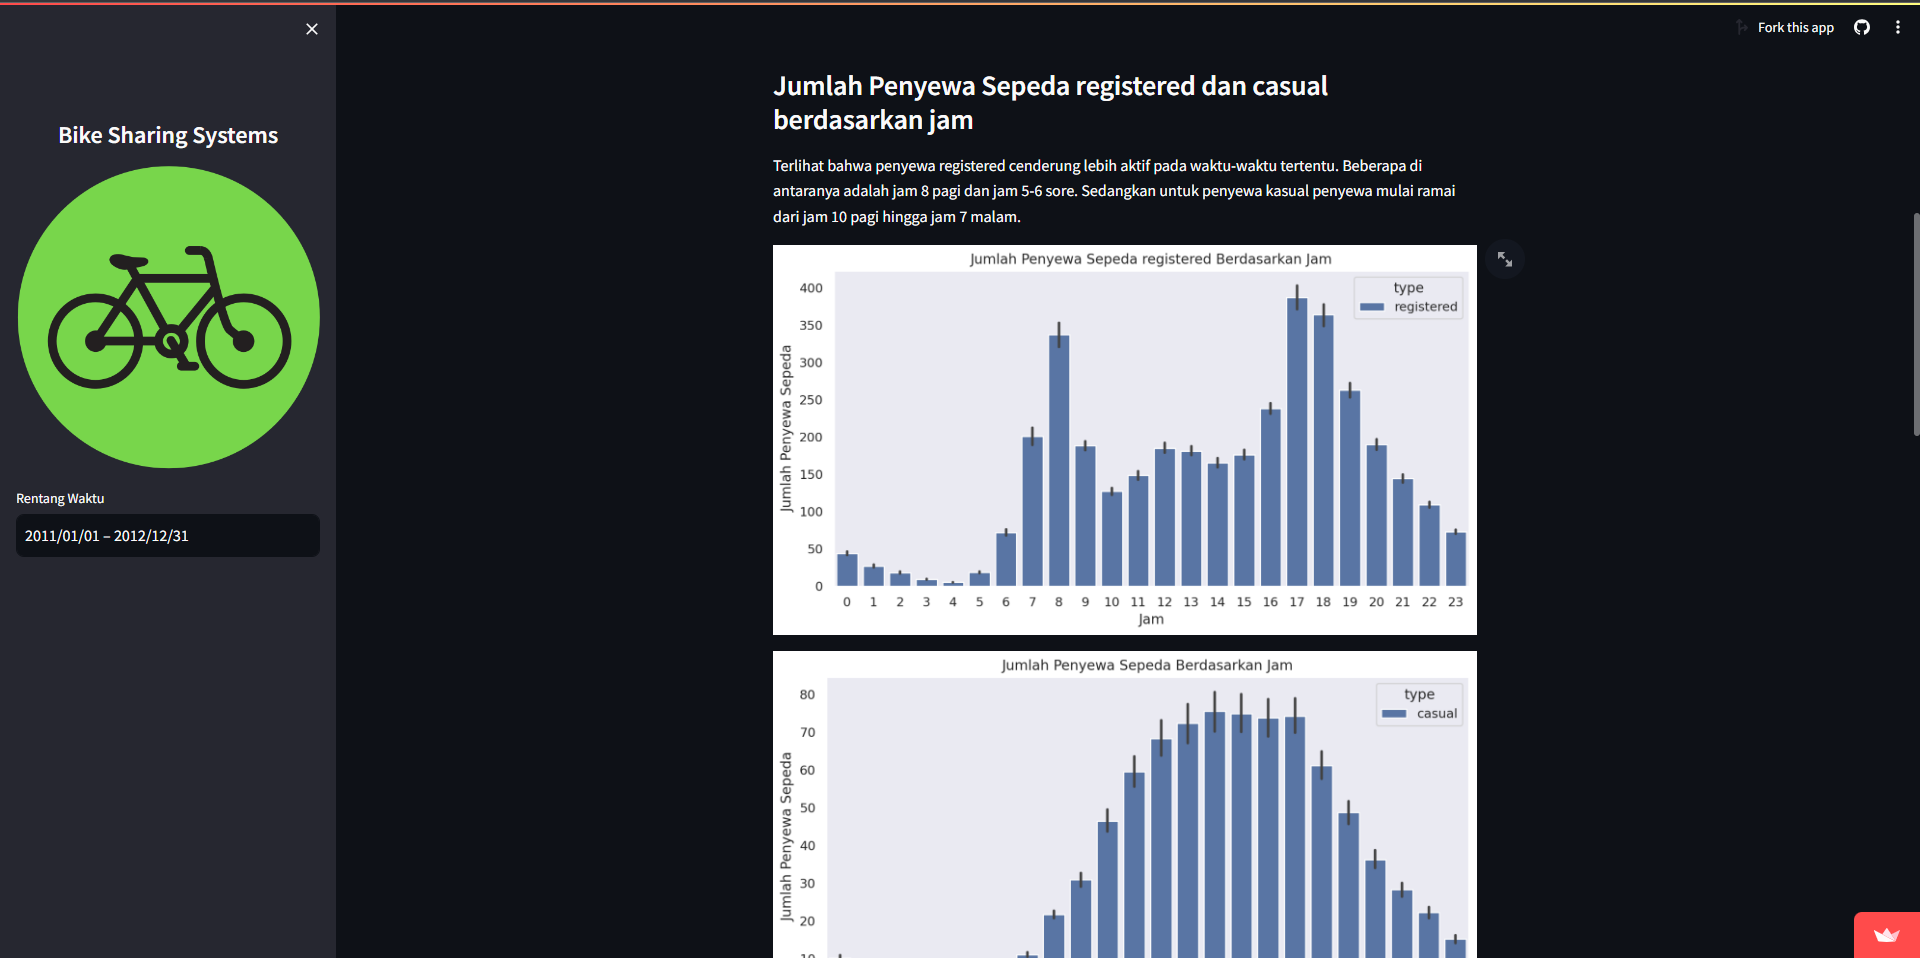 Fork this app
Bike Sharing Systems
Rentang Waktu
2011/01/01 – 2012/12/31
Jumlah Penyewa Sepeda registered dan casual
berdasarkan jam
Terlihat bahwa penyewa registered cenderung lebih aktif pada waktu-waktu tertentu. Beberapa di
antaranya adalah jam 8 pagi dan jam 5-6 sore. Sedangkan untuk penyewa kasual penyewa mulai ramai
dari jam 10 pagi hingga jam 7 malam.
Jumlah Penyewa Sepeda registered Berdasarkan Jam
type
registered
Jumlah Penyewa Sepeda
400
350
300
250
200
150
100
50
0
0 1 2 3 4 5 6 7 8 9 10 11 12 13 14 15 16 17 18 19 20 21 22 23
Jam
Jumlah Penyewa Sepeda Berdasarkan Jam
type
casual
Jumlah Penyewa Sepeda
80
70
60
50
40
30
20
10